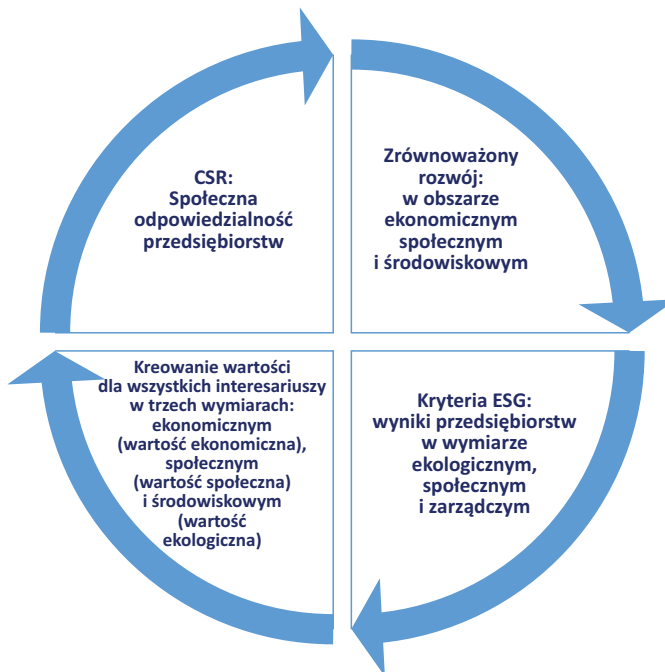 CSR:
Społeczna
odpowiedzialność
przedsiębiorstw
Zrównoważony
rozwój:
w obszarze
ekonomicznym
społecznym
i środowiskowym
Kreowanie wartości
dla wszystkich interesariuszy
w trzech wymiarach:
ekonomicznym
(wartość ekonomiczna),
społecznym
(wartość społeczna)
i środowiskowym
(wartość
ekologiczna)
Kryteria ESG:
wyniki przedsiębiorstw
w wymiarze
ekologicznym,
społecznym
i zarządczym